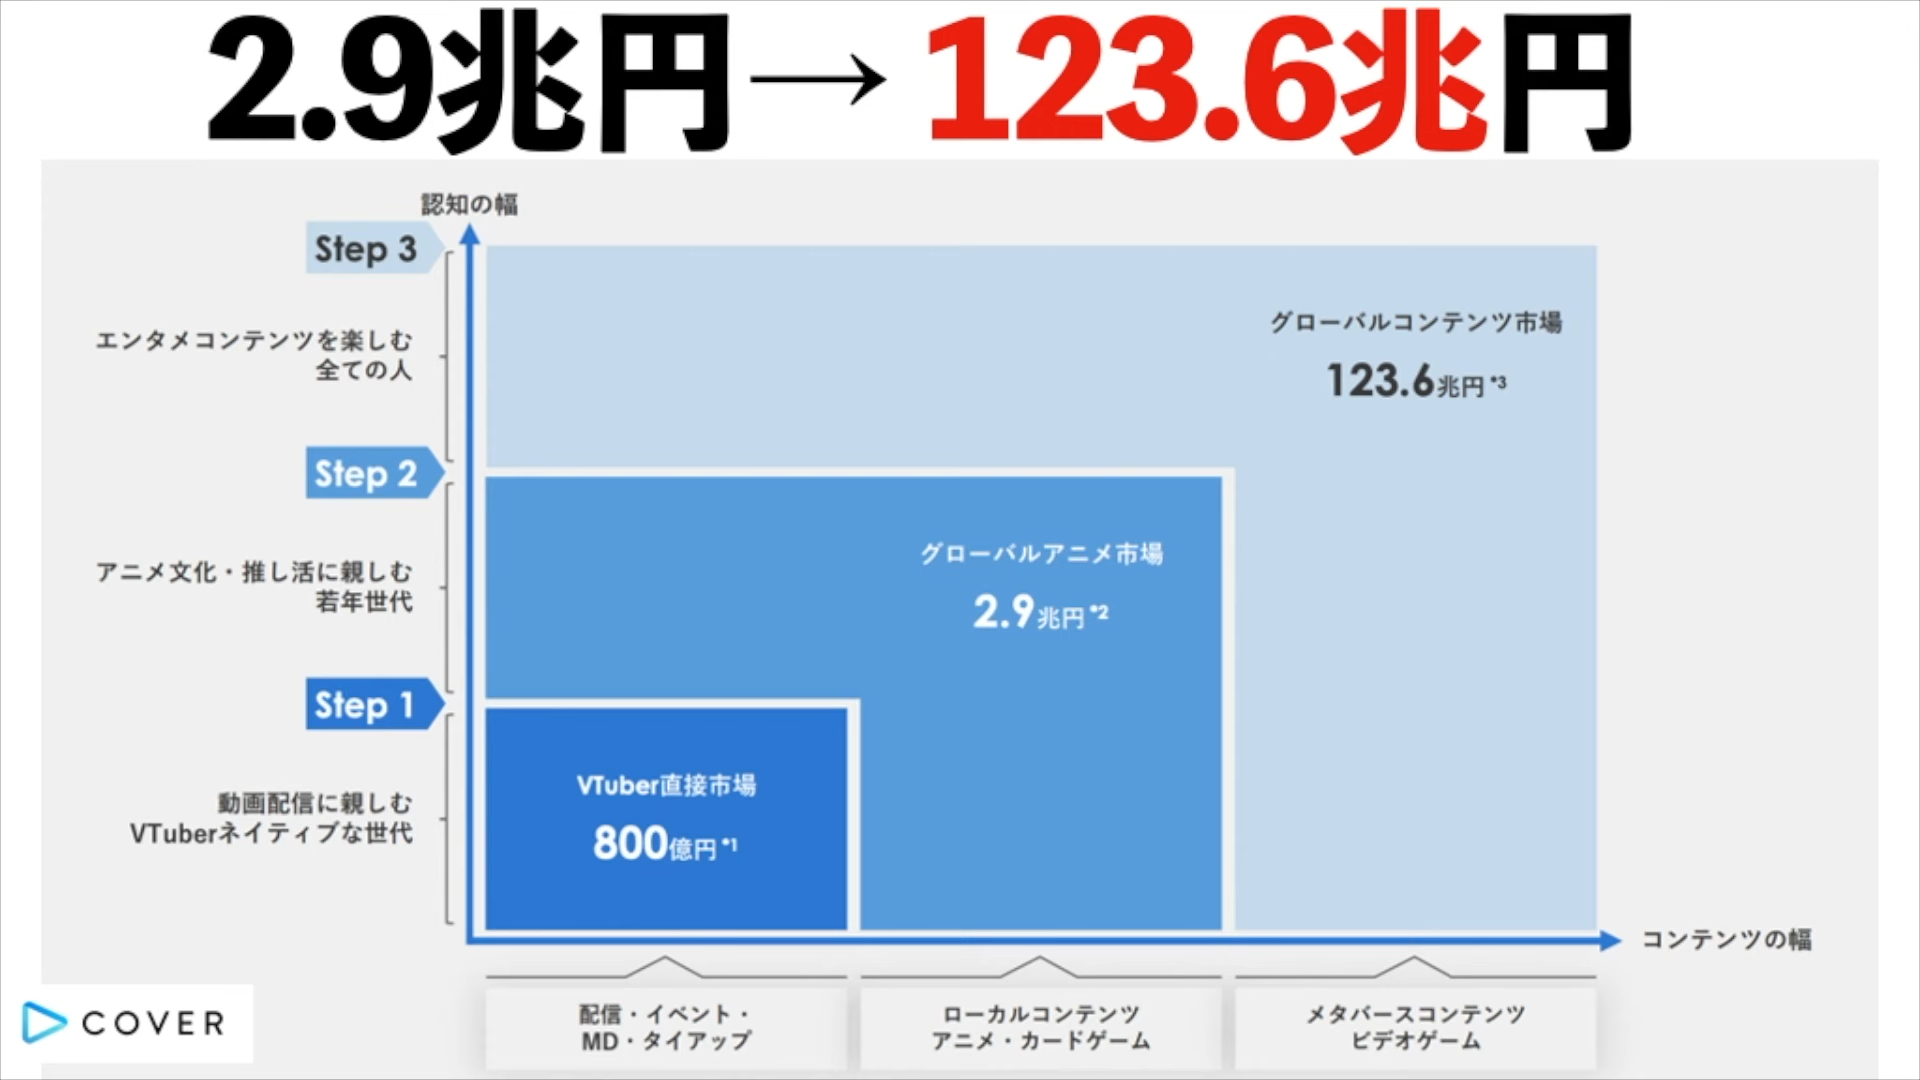 2.9兆円→123.6兆円
認知の幅
Step 3
エンタメコンテンツを楽しむ
全ての人
グローバルコンテンツ市場
123.6兆円*3
Step 2
アニメ文化・推し活に親しむ
若年世代
グローバルアニメ市場
2.9兆円*2
Step 1
動画配信に親しむ
VTuberネイティブな世代
VTuber直接市場
800億円*1
コンテンツの幅
配信・イベント・
MD・タイアップ
ローカルコンテンツ
アニメ・カードゲーム
メタバースコンテンツ
ビデオゲーム
COVER